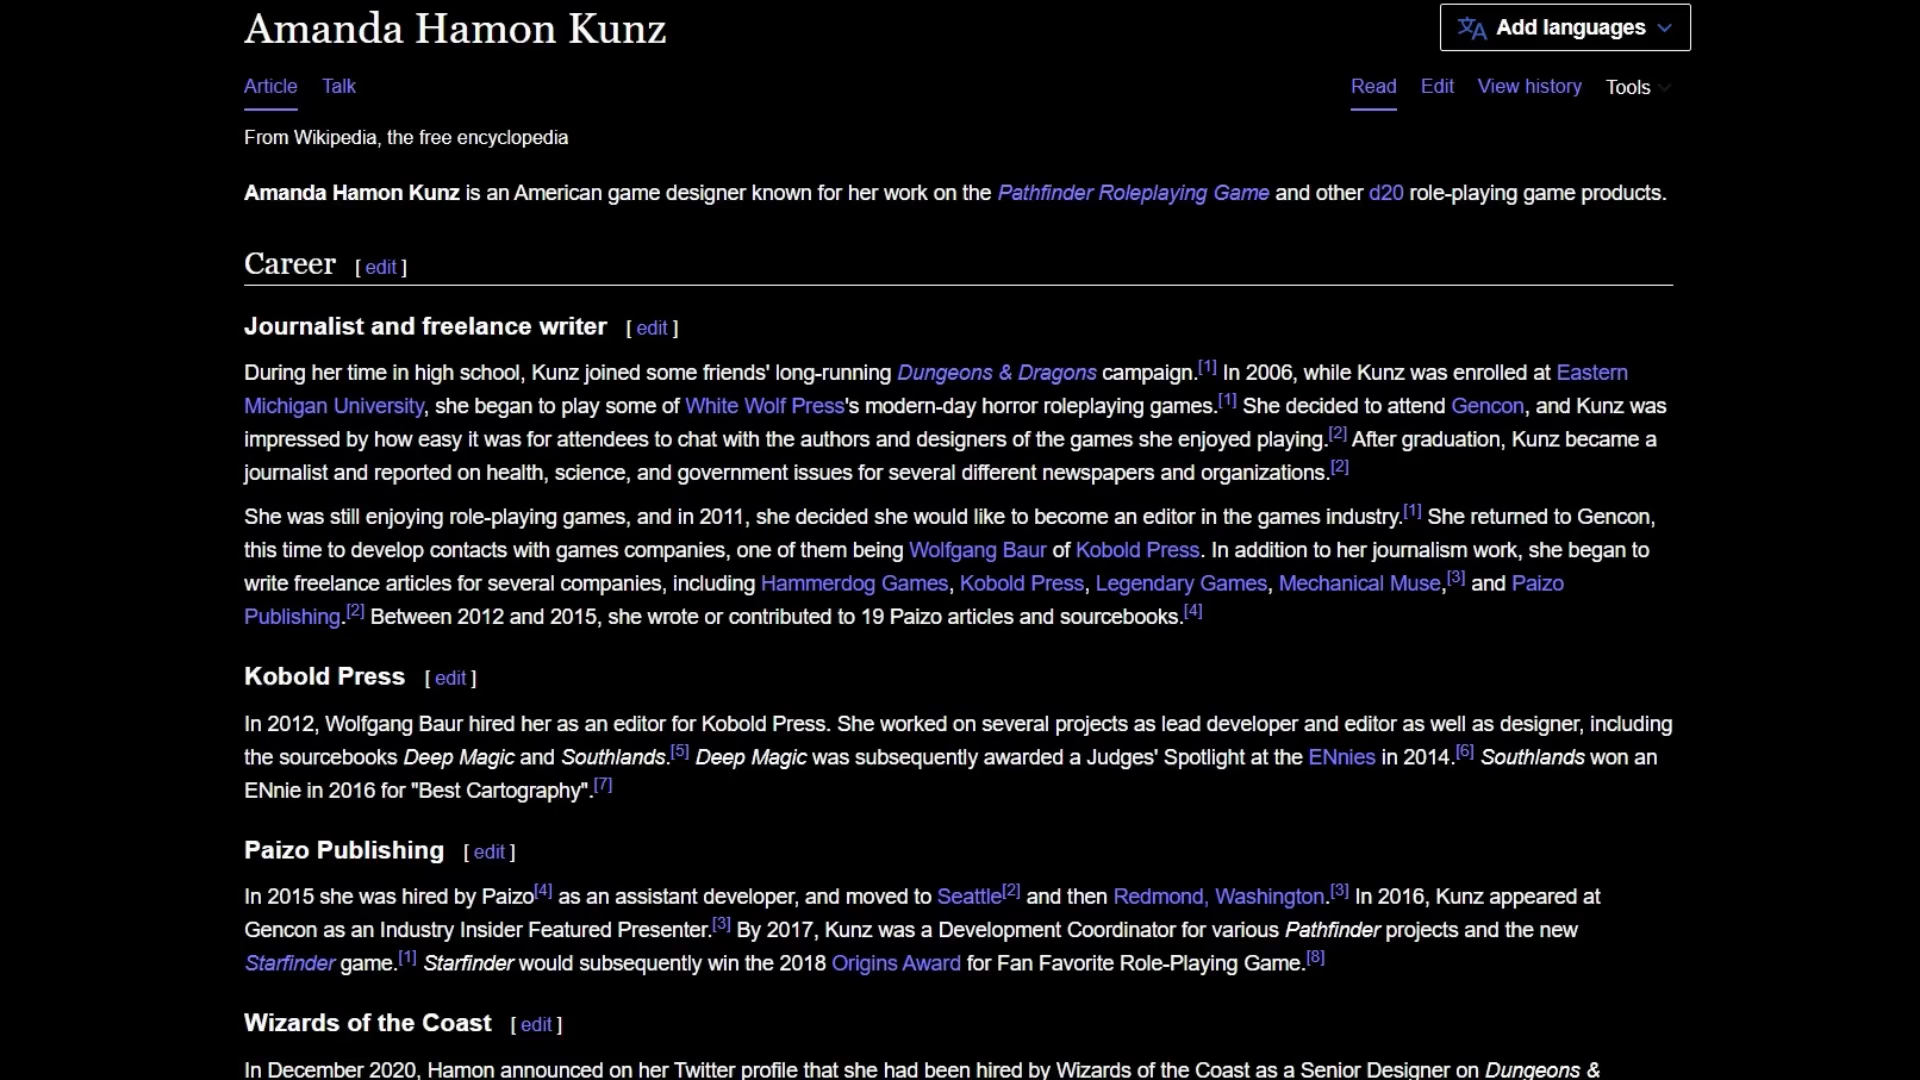 Amanda Hamon Kunz
Add languages
Article Talk
Read Edit View history Tools
From Wikipedia, the free encyclopedia
Amanda Hamon Kunz is an American game designer known for her work on the Pathfinder Roleplaying Game and other d20 role-playing game products.
Career [ edit ]
Journalist and freelance writer [ edit ]
During her time in high school, Kunz joined some friends' long-running Dungeons & Dragons campaign.[1] In 2006, while Kunz was enrolled at Eastern
Michigan University, she began to play some of White Wolf Press's modern-day horror roleplaying games.[1] She decided to attend Gencon, and Kunz was
impressed by how easy it was for attendees to chat with the authors and designers of the games she enjoyed playing.[2] After graduation, Kunz became a
journalist and reported on health, science, and government issues for several different newspapers and organizations.[2]
She was still enjoying role-playing games, and in 2011, she decided she would like to become an editor in the games industry.[1] She returned to Gencon,
this time to develop contacts with games companies, one of them being Wolfgang Baur of Kobold Press. In addition to her journalism work, she began to
write freelance articles for several companies, including Hammerdog Games, Kobold Press, Legendary Games, Mechanical Muse,[3] and Paizo
Publishing.[2] Between 2012 and 2015, she wrote or contributed to 19 Paizo articles and sourcebooks.[4]
Kobold Press [ edit ]
In 2012, Wolfgang Baur hired her as an editor for Kobold Press. She worked on several projects as lead developer and editor as well as designer, including
the sourcebooks Deep Magic and Southlands.[5] Deep Magic was subsequently awarded a Judges' Spotlight at the ENnies in 2014.[6] Southlands won an
ENnie in 2016 for "Best Cartography".[7]
Paizo Publishing [ edit ]
In 2015 she was hired by Paizo[4] as an assistant developer, and moved to Seattle[2] and then Redmond, Washington.[3] In 2016, Kunz appeared at
Gencon as an Industry Insider Featured Presenter.[3] By 2017, Kunz was a Development Coordinator for various Pathfinder projects and the new
Starfinder game.[1] Starfinder would subsequently win the 2018 Origins Award for Fan Favorite Role-Playing Game.[8]
Wizards of the Coast [ edit ]
In December 2020, Hamon announced on her Twitter profile that she had been hired by Wizards of the Coast as a Senior Designer on Dungeons &